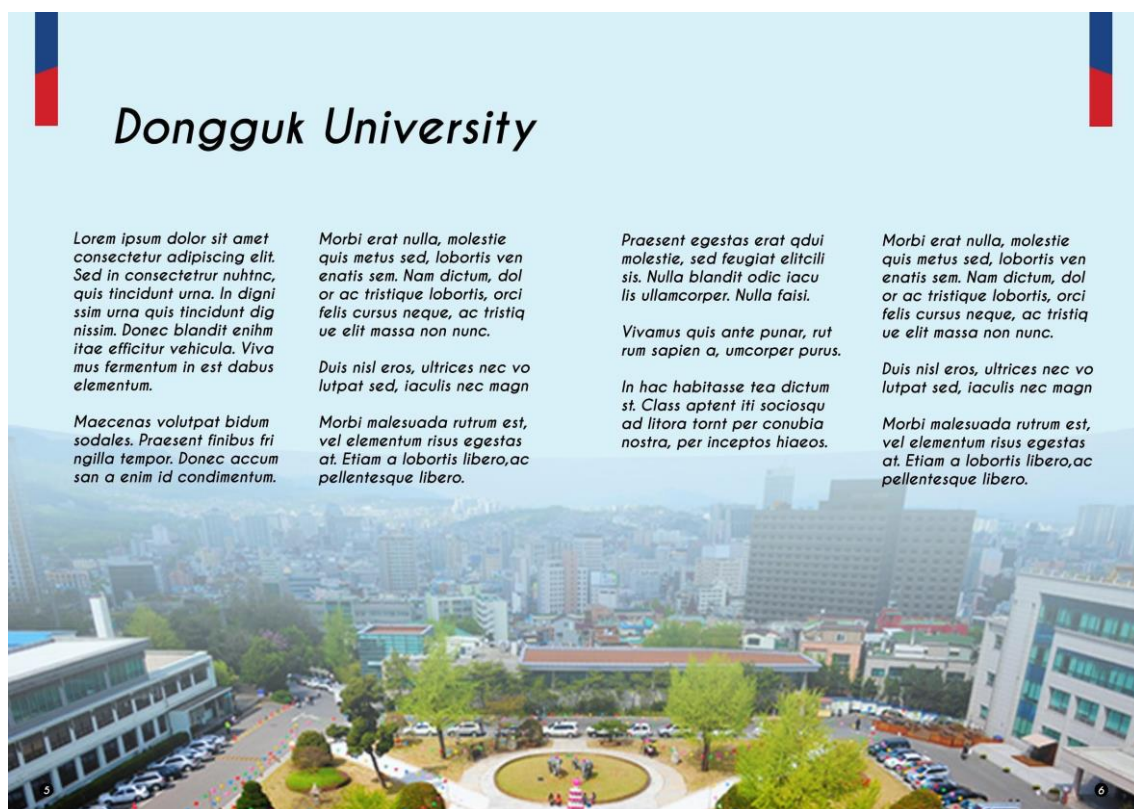 Dongguk University
Lorem ipsum dolor sit amet
consectetur adipiscing elit.
Sed in consectetrur nuhtnc,
quis tincidunt urna. In digni
ssim urna quis tincidunt dig
nissim. Donec blandit enihm
itae efficitur vehicula. Viva
mus fermentum in est dabus
elementum.
Maecenas volutpat bidum
sodales. Praesent finibus fri
ngilla tempor. Donec accum
san a enim id condimentum.
Morbi erat nulla, molestie
quis metus sed, lobortis ven
enatis sem. Nam dictum, dol
or ac tristique lobortis, orci
felis cursus neque, ac tristiq
ue elit massa non nunc.
Duis nisl eros, ultrices nec vo
lutpat sed, iaculis nec magn
Morbi malesuada rutrum est,
vel elementum risus egestas
at. Etiam a lobortis libero,ac
pellentesque libero.
Praesent egestas erat qdui
molestie, sed feugiat elitcili
sis. Nulla blandit odic iacu
lis ullamcorper. Nulla faisi.
Vivamus quis ante punar, rut
rum sapien a, umcorper purus.
In hac habitasse tea dictum
st. Class aptent iti sociosqu
ad litora tornt per conubia
nostra, per inceptos hiaeos.
Morbi erat nulla, molestie
quis metus sed, lobortis ven
enatis sem. Nam dictum, dol
or ac tristique lobortis, orci
felis cursus neque, ac tristiq
ue elit massa non nunc.
Duis nisl eros, ultrices nec vo
lutpat sed, iaculis nec magn
Morbi malesuada rutrum est,
vel elementum risus egestas
at. Etiam a lobortis libero,ac
pellentesque libero.
5
6